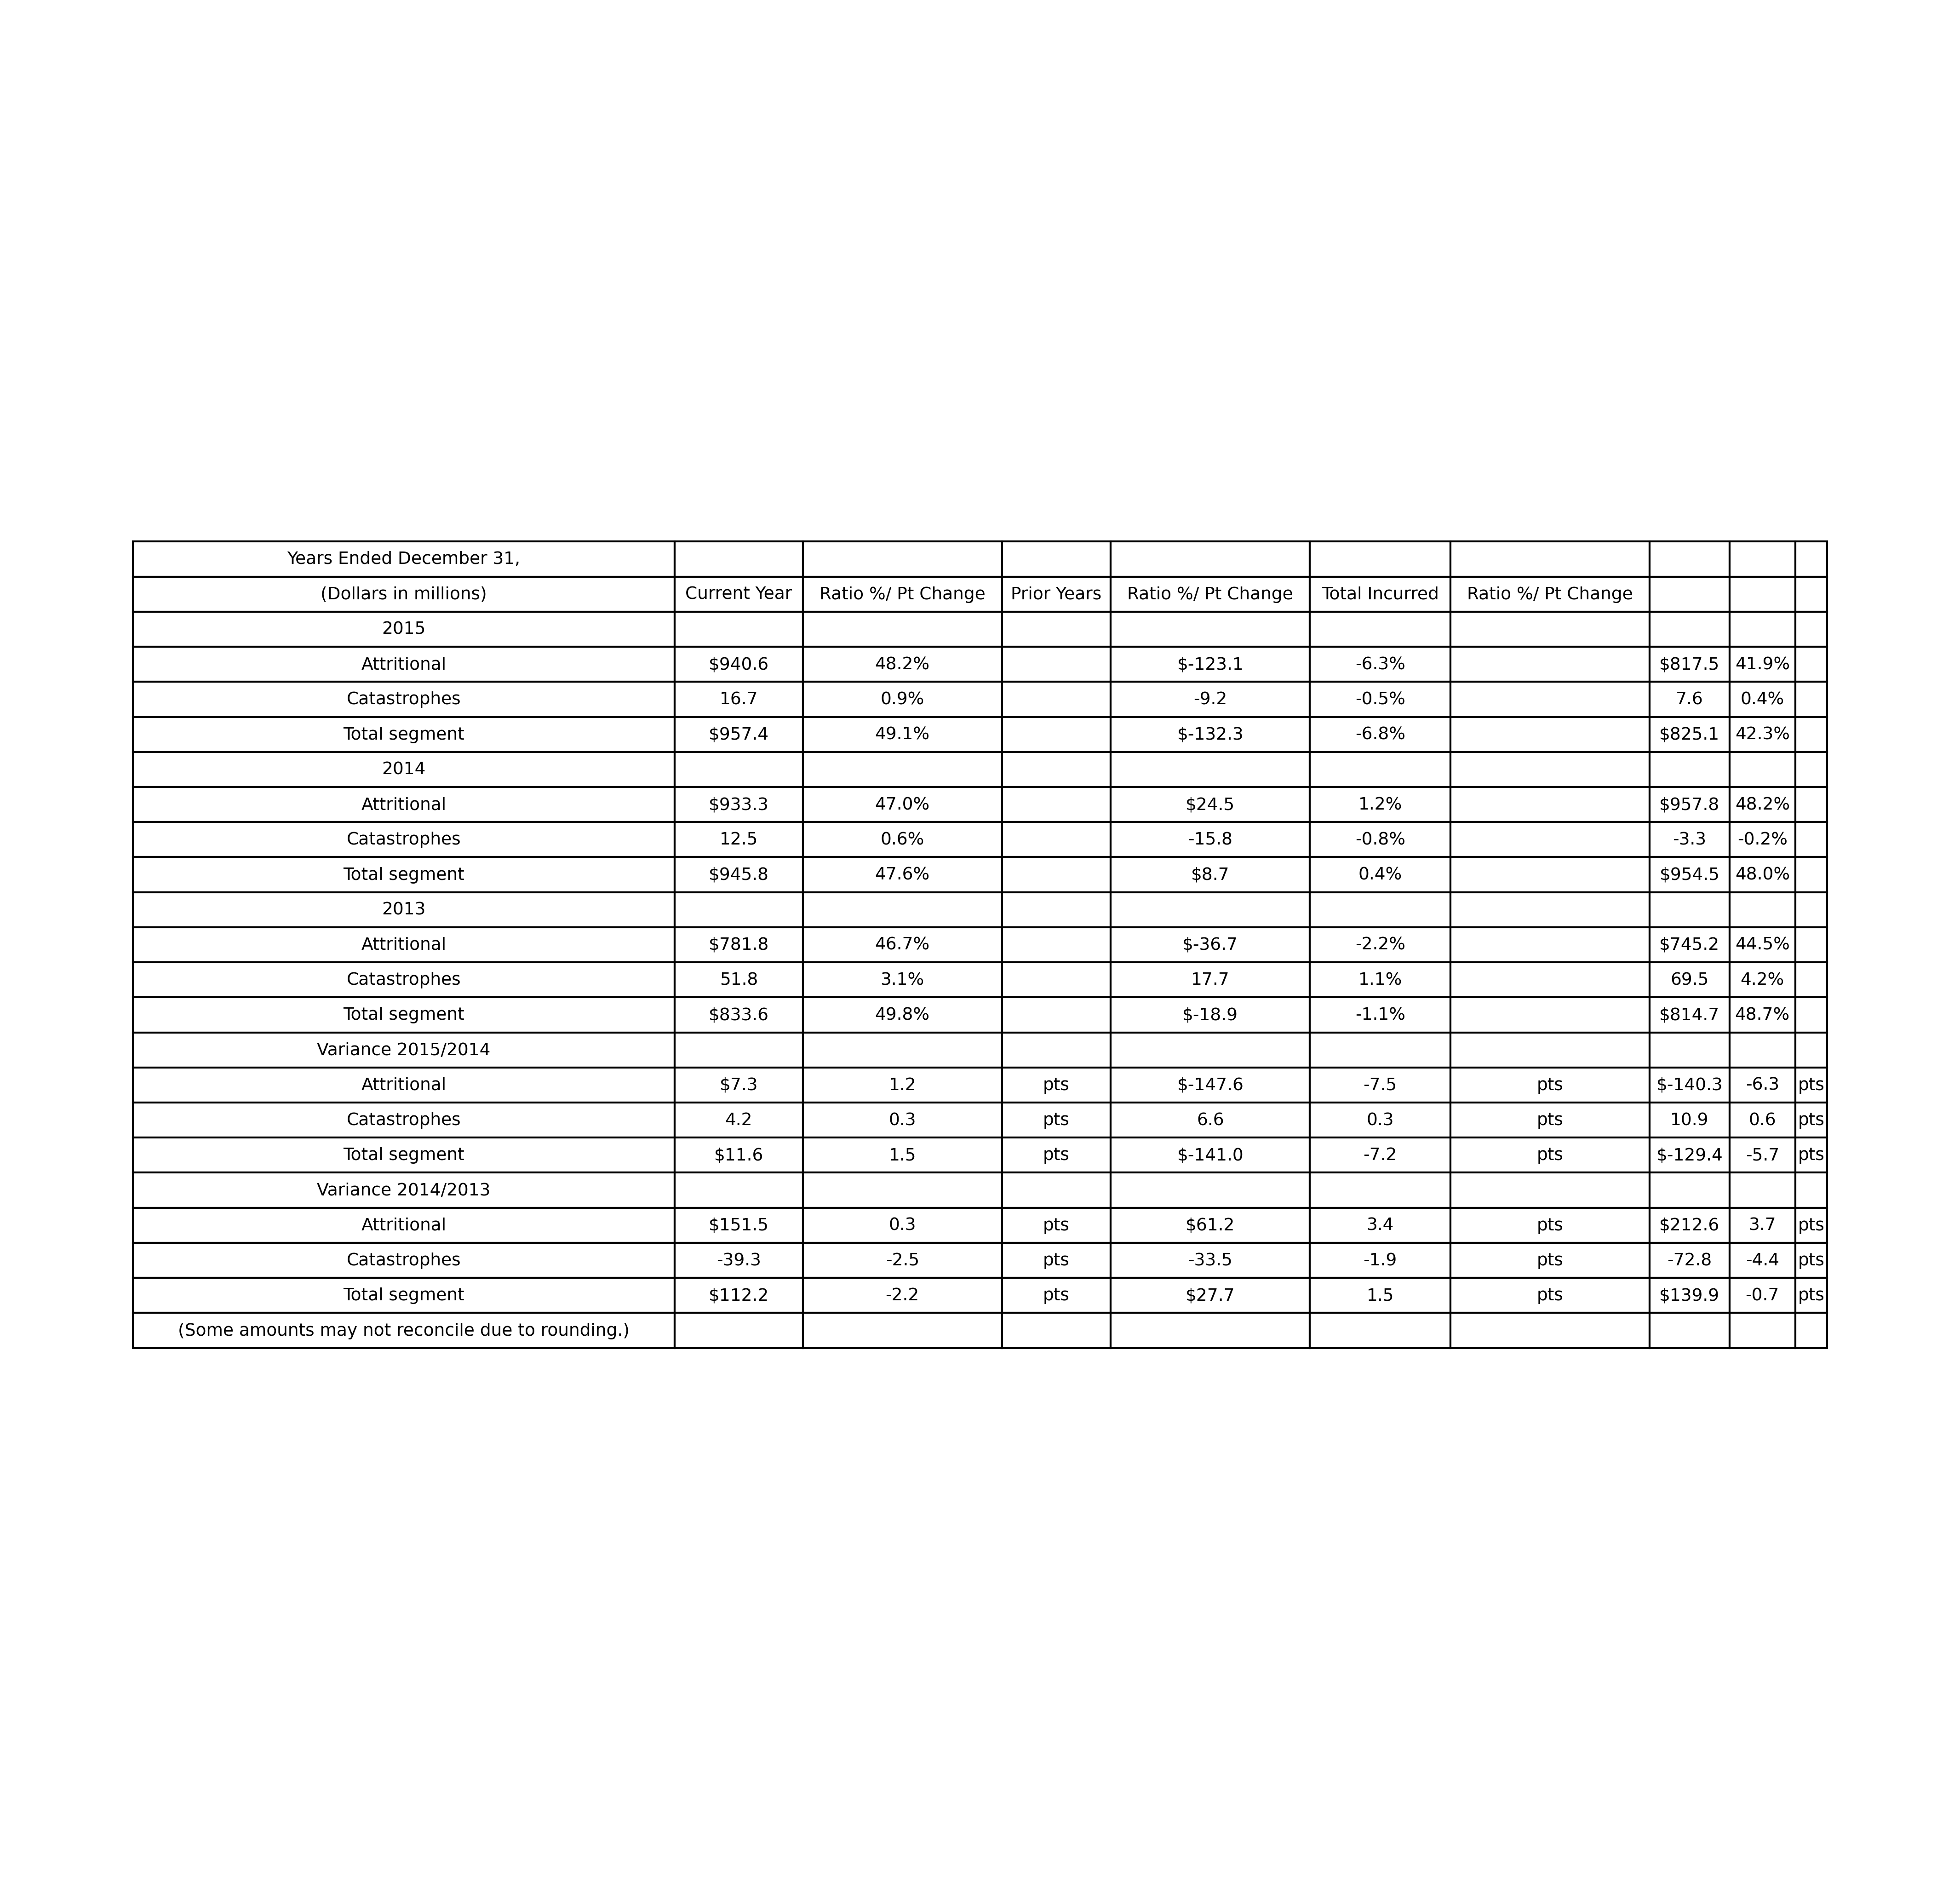 Years Ended December 31,
(Dollars in millions) Current Year Ratio %/ Pt Change Prior Years Ratio %/ Pt Change Total Incurred Ratio %/ Pt Change
2015
Attritional $940.6 48.2% $-123.1 -6.3% $817.5 41.9%
Catastrophes 16.7 0.9% -9.2 -0.5% 7.6 0.4%
Total segment $957.4 49.1% $-132.3 -6.8% $825.1 42.3%
2014
Attritional $933.3 47.0% $24.5 1.2% $957.8 48.2%
Catastrophes 12.5 0.6% -15.8 -0.8% -3.3 -0.2%
Total segment $945.8 47.6% $8.7 0.4% $954.5 48.0%
2013
Attritional $781.8 46.7% $-36.7 -2.2% $745.2 44.5%
Catastrophes 51.8 3.1% 17.7 1.1% 69.5 4.2%
Total segment $833.6 49.8% $-18.9 -1.1% $814.7 48.7%
Variance 2015/2014
Attritional $7.3 1.2 pts $-147.6 -7.5 pts $-140.3 -6.3 pts
Catastrophes 4.2 0.3 pts 6.6 0.3 pts 10.9 0.6 pts
Total segment $11.6 1.5 pts $-141.0 -7.2 pts $-129.4 -5.7 pts
Variance 2014/2013
Attritional $151.5 0.3 pts $61.2 3.4 pts $212.6 3.7 pts
Catastrophes -39.3 -2.5 pts -33.5 -1.9 pts -72.8 -4.4 pts
Total segment $112.2 -2.2 pts $27.7 1.5 pts $139.9 -0.7 pts
(Some amounts may not reconcile due to rounding.)